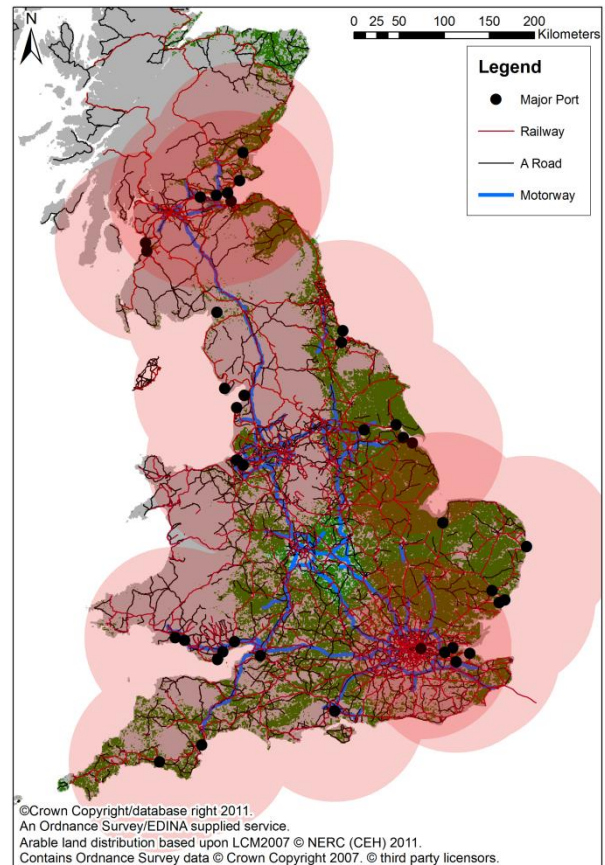 N
0 25 50 100 150 200
Kilometers
Legend
Major Port
Railway
A Road
Motorway
©Crown Copyright/database right 2011.
An Ordnance Survey/EDINA supplied service.
Arable land distribution based upon LCM2007 © NERC (CEH) 2011.
Contains Ordnance Survey data © Crown Copyright 2007. © third party licensors.